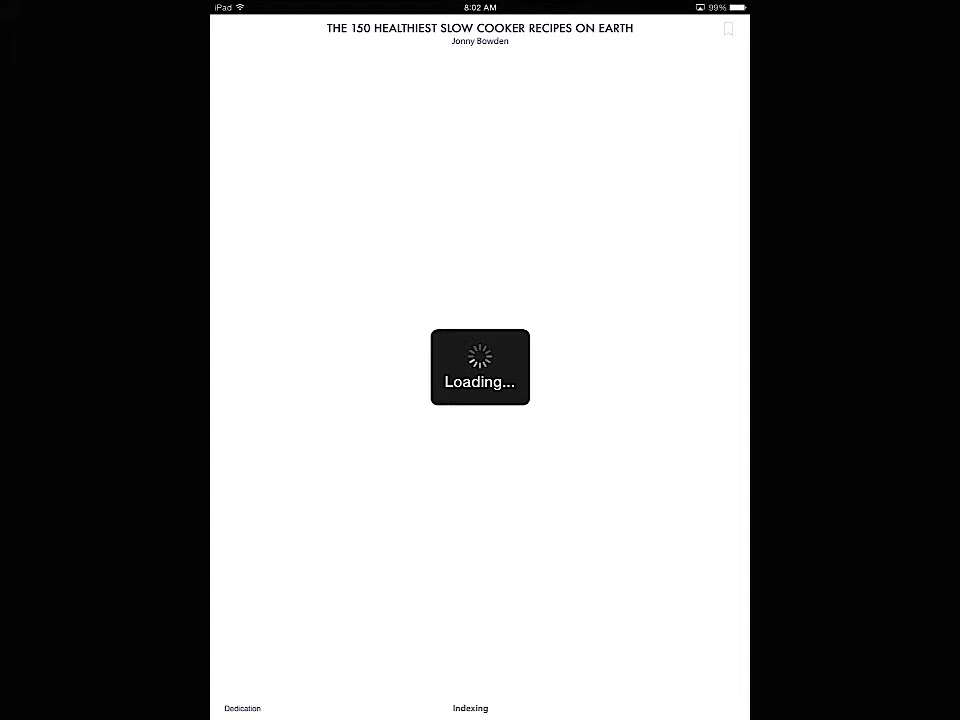 iPad 8:02 AM 99%
THE 150 HEALTHIEST SLOW COOKER RECIPES ON EARTH
Jonny Bowden
Loading...
Dedication Indexing